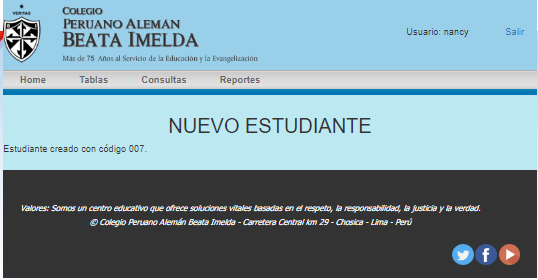 VERITAS
COLEGIO
PERUANO ALEMÁN
BEATA IMELDA
Más de 75 Años al Servicio de la Educación y la Evangelización
Usuario: nancy
Salir
Home Tablas Consultas Reportes
NUEVO ESTUDIANTE
Estudiante creado con código 007.
Valores: Somos un centro educativo que ofrece soluciones vitales basadas en el respeto, la responsabilidad, la justicia y la verdad.
© Colegio Peruano Alemán Beata Imelda - Carretera Central km 29 - Chosica - Lima - Perú